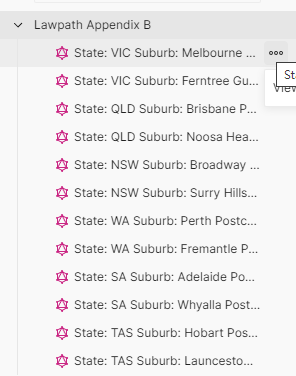 Lawpath Appendix B
State: VIC Suburb: Melbourne ...
State: VIC Suburb: Ferntree Gu...
State: QLD Suburb: Brisbane P...
State: QLD Suburb: Noosa Hea...
State: NSW Suburb: Broadway ...
State: NSW Suburb: Surry Hills...
State: WA Suburb: Perth Postc...
State: WA Suburb: Fremantle P...
State: SA Suburb: Adelaide Po...
State: SA Suburb: Whyalla Post...
State: TAS Suburb: Hobart Pos...
State: TAS Suburb: Launcesto...